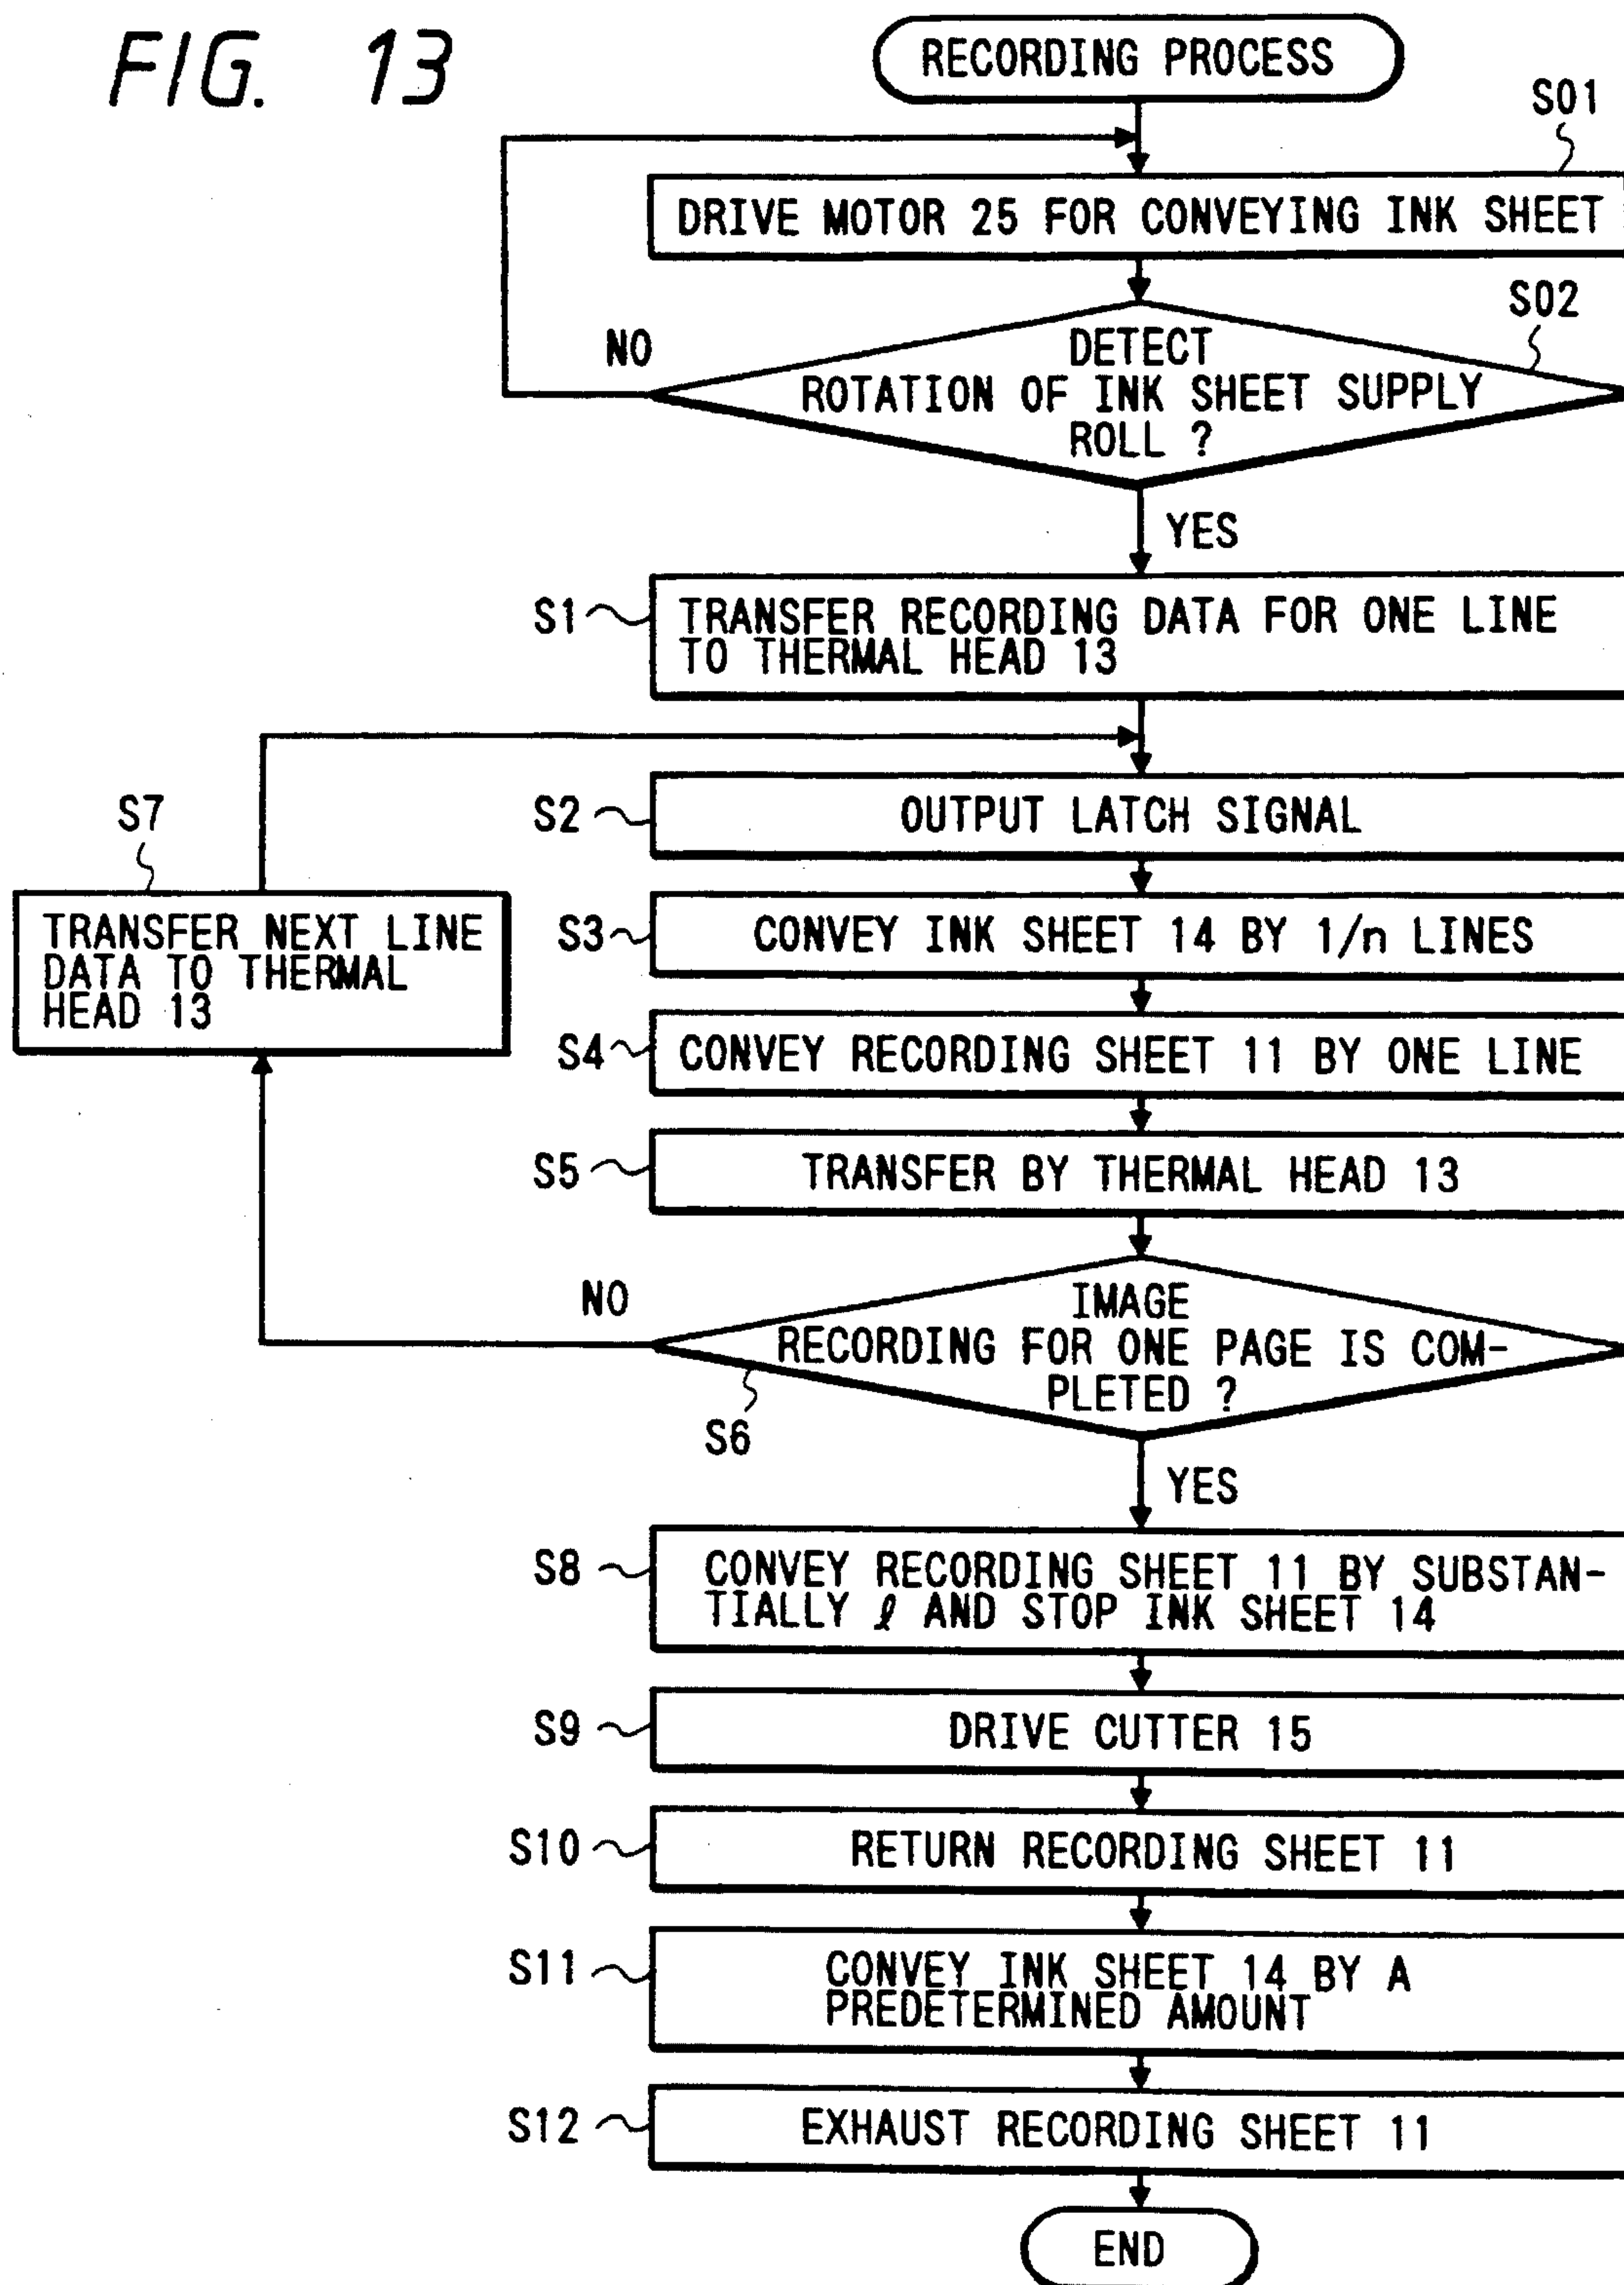 FIG. 13
RECORDING PROCESS
S01
DRIVE MOTOR 25 FOR CONVEYING INK SHEET
S02
NO
DETECT
ROTATION OF INK SHEET SUPPLY
ROLL ?
YES
S1
TRANSFER RECORDING DATA FOR ONE LINE
TO THERMAL HEAD 13
S2
OUTPUT LATCH SIGNAL
S7
TRANSFER NEXT LINE
DATA TO THERMAL
HEAD 13
S3
CONVEY INK SHEET 14 BY 1/n LINES
S4
CONVEY RECORDING SHEET 11 BY ONE LINE
S5
TRANSFER BY THERMAL HEAD 13
NO
IMAGE
RECORDING FOR ONE PAGE IS COM-
PLETED ?
S6
YES
S8
CONVEY RECORDING SHEET 11 BY SUBSTAN-
TIALLY ℓ AND STOP INK SHEET 14
S9
DRIVE CUTTER 15
S10
RETURN RECORDING SHEET 11
S11
CONVEY INK SHEET 14 BY A
PREDETERMINED AMOUNT
S12
EXHAUST RECORDING SHEET 11
END